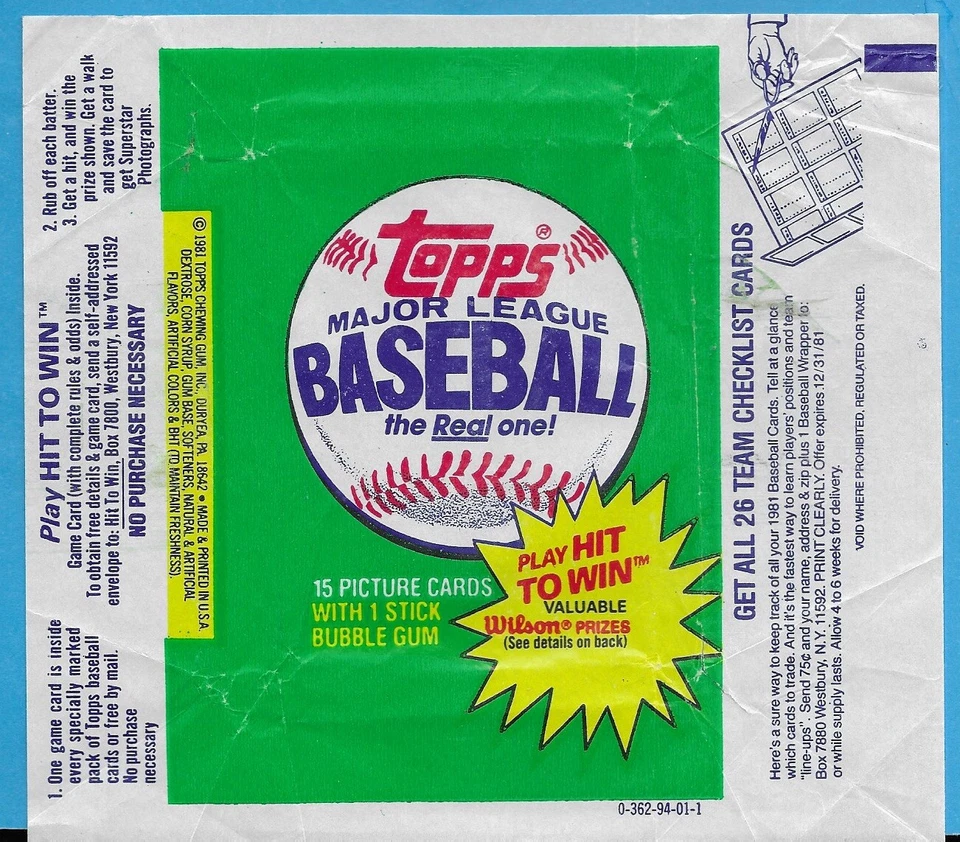 topps®
MAJOR LEAGUE
BASEBALL
the Real one!
15 PICTURE CARDS
WITH 1 STICK
BUBBLE GUM
PLAY HIT
TO WIN™
VALUABLE
Wilson® PRIZES
(See details on back)
0-362-94-01-1
© 1981 TOPPS CHEWING GUM, INC., DURYEA, PA. 18642 • MADE & PRINTED IN U.S.A.
DEXTROSE, CORN SYRUP, GUM BASE, SOFTENERS, NATURAL & ARTIFICIAL
FLAVORS, ARTIFICIAL COLORS & BHT (TO MAINTAIN FRESHNESS).
Play HIT TO WIN™
Game Card (with complete rules & odds) Inside.
To obtain free details & game card, send a self-addressed
envelope to: Hit To Win, Box 7800, Westbury, New York 11592
NO PURCHASE NECESSARY
1. One game card is inside
every specially marked
pack of Topps baseball
cards or free by mail.
No purchase
necessary
2. Rub off each batter.
3. Get a hit, and win the
prize shown. Get a walk
and save the card to
get Superstar
Photographs.
GET ALL 26 TEAM CHECKLIST CARDS
Here's a sure way to keep track of all your 1981 Baseball Cards. Tell at a glance
which cards to trade. And it's the fastest way to learn players' positions and team
"line-ups". Send 75¢ and your name, address & zip plus 1 Baseball Wrapper to:
Box 7880 Westbury, N.Y. 11592. PRINT CLEARLY. Offer expires 12/31/81
or while supply lasts. Allow 4 to 6 weeks for delivery.
VOID WHERE PROHIBITED, REGULATED OR TAXED.